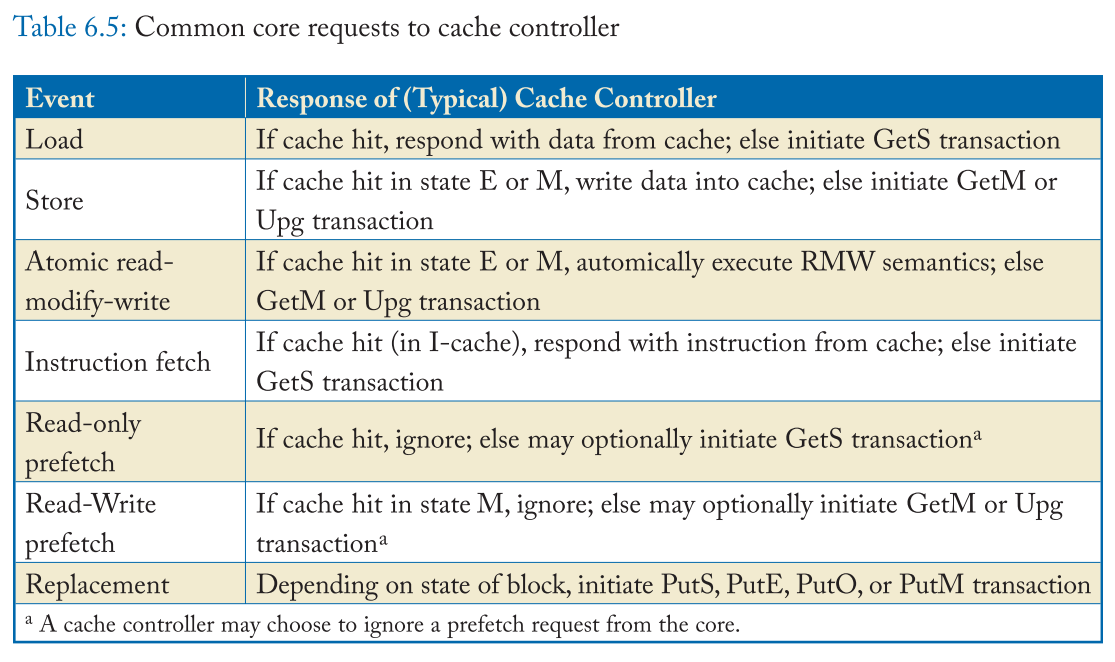 Table 6.5: Common core requests to cache controller
Event Response of (Typical) Cache Controller
Load If cache hit, respond with data from cache; else initiate GetS transaction
Store If cache hit in state E or M, write data into cache; else initiate GetM or
Upg transaction
Atomic read-
modify-write
If cache hit in state E or M, automically execute RMW semantics; else
GetM or Upg transaction
Instruction fetch
If cache hit (in I-cache), respond with instruction from cache; else initiate
GetS transaction
Read-only
prefetch
If cache hit, ignore; else may optionally initiate GetS transactionᵃ
Read-Write
prefetch
If cache hit in state M, ignore; else may optionally initiate GetM or Upg
transactionᵃ
Replacement Depending on state of block, initiate PutS, PutE, PutO, or PutM transaction
ᵃ A cache controller may choose to ignore a prefetch request from the core.